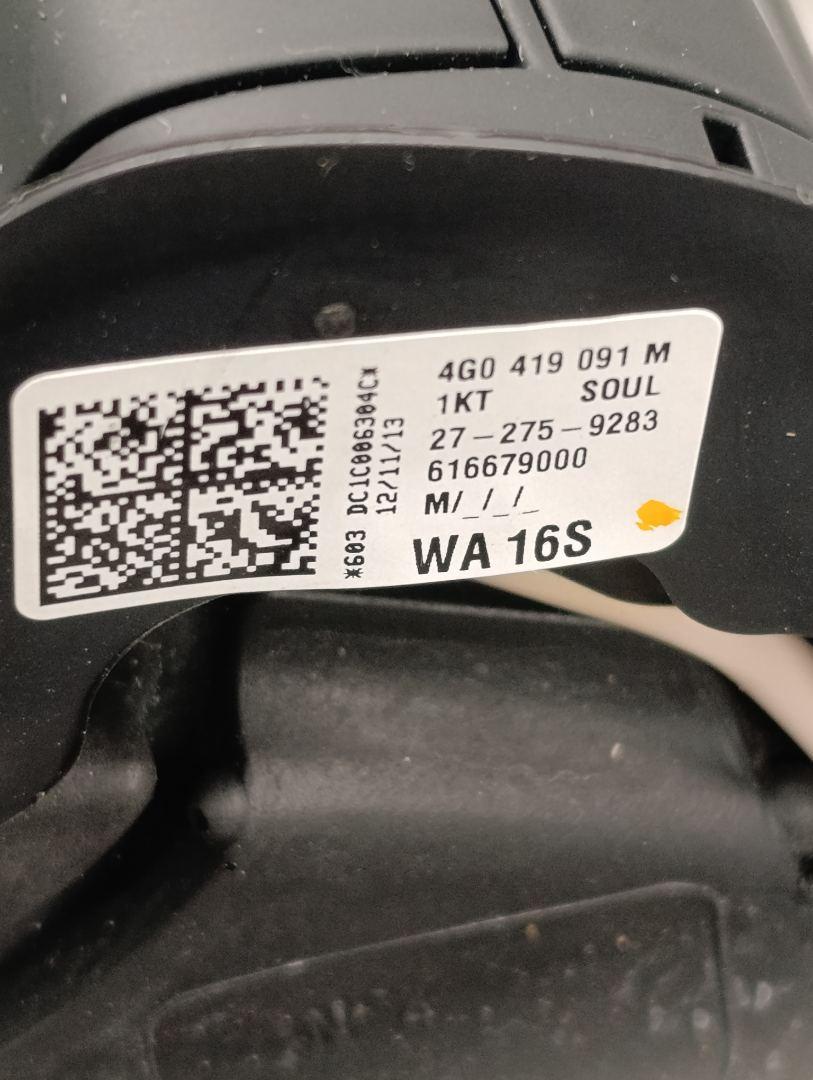 *603 DC1C006304C*
12/11/13
4G0 419 091 M
1KT SOUL
27-275-9283
616679000
M/_/_/_
WA 16S